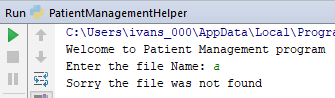 Run PatientManagementHelper
C:\Users\ivans_000\AppData\Local\Progra
Welcome to Patient Management program
Enter the file Name: a
Sorry the file was not found